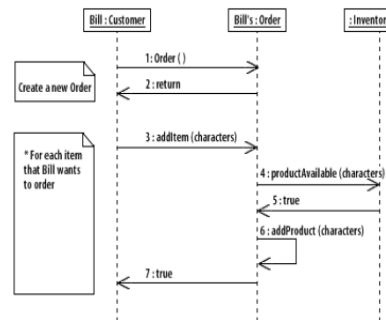 Bill : Customer
Bill's : Order
: Inventor
1: Order ( )
Create a new Order
2 : return
3 : addItem (characters)
* For each item
that Bill wants
to order
4 : productAvailable (characters)
5 : true
6 : addProduct (characters)
7 : true